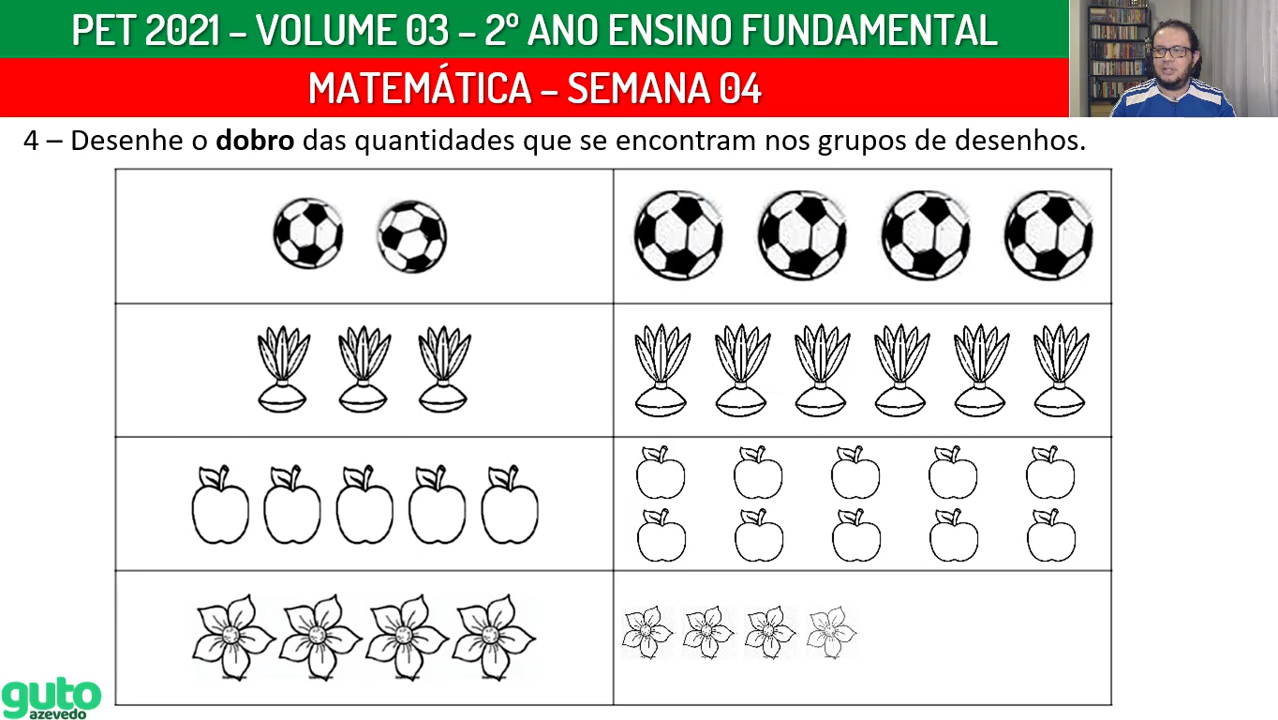 PET 2021 – VOLUME 03 – 2º ANO ENSINO FUNDAMENTAL
MATEMÁTICA – SEMANA 04
4 – Desenhe o dobro das quantidades que se encontram nos grupos de desenhos.
guto
azevedo